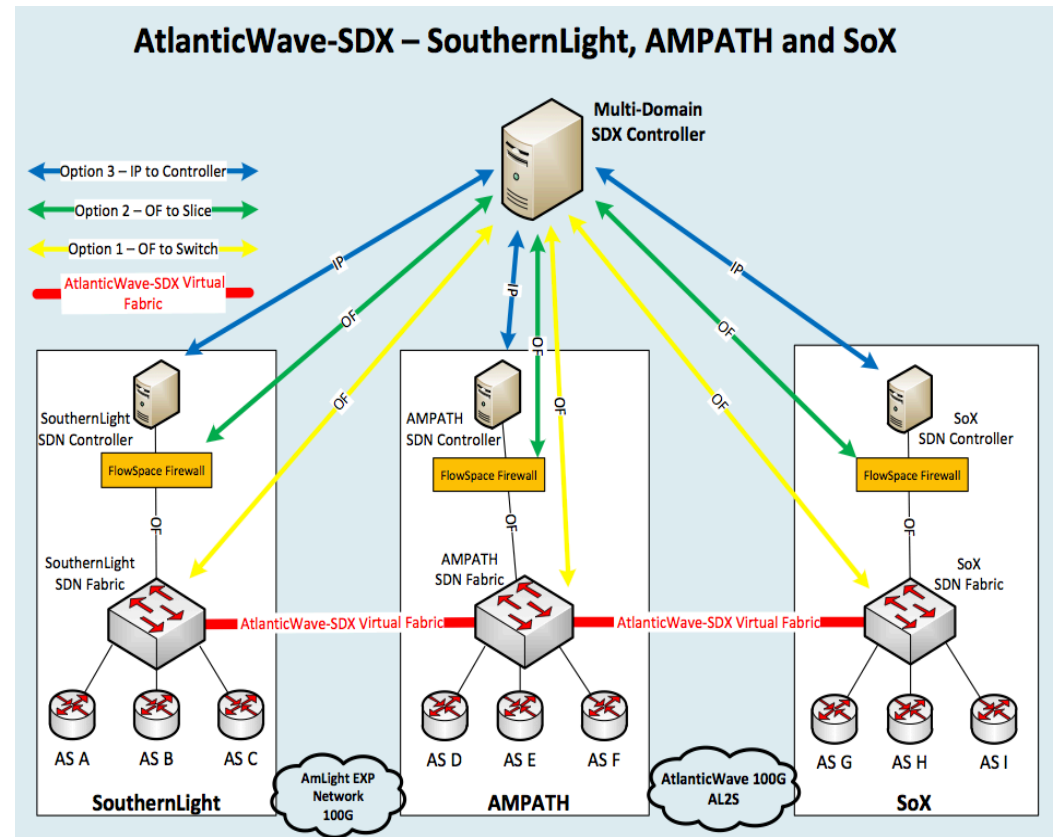 AtlanticWave-SDX – SouthernLight, AMPATH and SoX
Multi-Domain
SDX Controller
Option 3 – IP to Controller
Option 2 – OF to Slice
Option 1 – OF to Switch
AtlanticWave-SDX Virtual
Fabric
IP
IP
IP
OF
OF
OF
OF
OF
OF
SouthernLight
SDN Controller
FlowSpace Firewall
OF
SouthernLight
SDN Fabric
AMPATH
SDN Controller
FlowSpace Firewall
OF
AMPATH
SDN Fabric
SoX
SDN Controller
FlowSpace Firewall
OF
SoX
SDN Fabric
AtlanticWave-SDX Virtual Fabric
AtlanticWave-SDX Virtual Fabric
AS A
AS B
AS C
AS D
AS E
AS F
AS G
AS H
AS I
SouthernLight
AmLight EXP
Network
100G
AMPATH
AtlanticWave 100G
AL2S
SoX